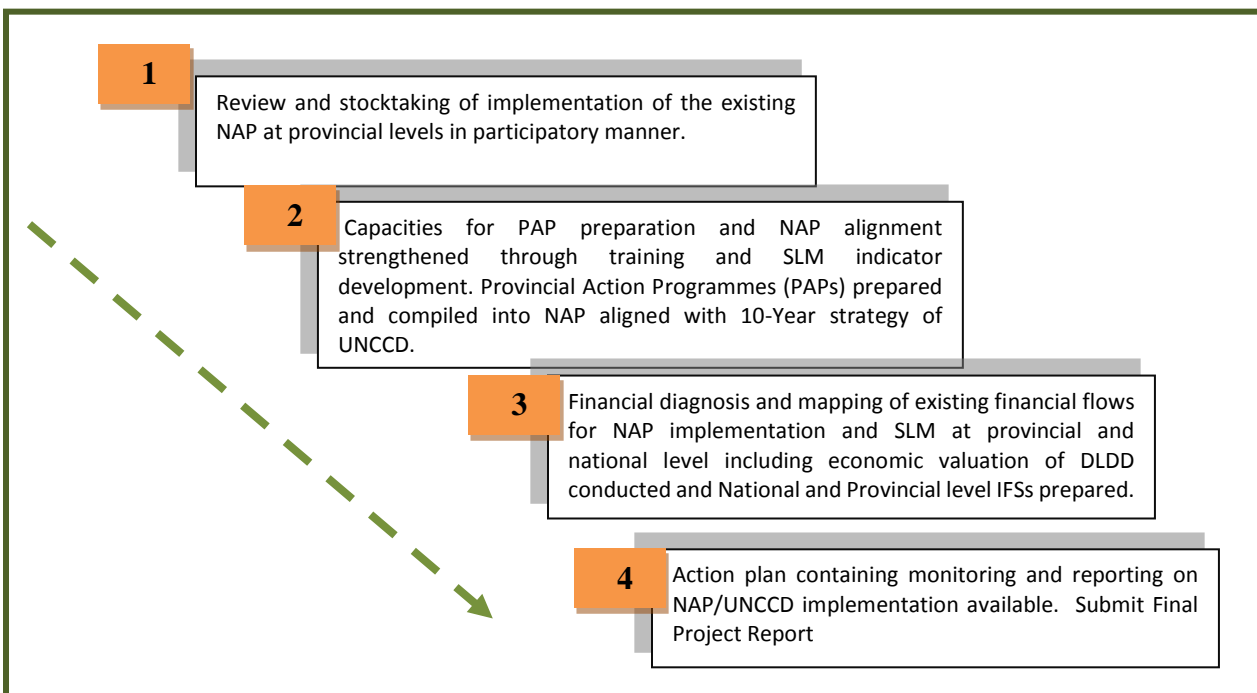 1
Review and stocktaking of implementation of the existing
NAP at provincial levels in participatory manner.
2
Capacities for PAP preparation and NAP alignment
strengthened through training and SLM indicator
development. Provincial Action Programmes (PAPs) prepared
and compiled into NAP aligned with 10-Year strategy of
UNCCD.
3
Financial diagnosis and mapping of existing financial flows
for NAP implementation and SLM at provincial and
national level including economic valuation of DLDD
conducted and National and Provincial level IFSs prepared.
4
Action plan containing monitoring and reporting on
NAP/UNCCD implementation available. Submit Final
Project Report